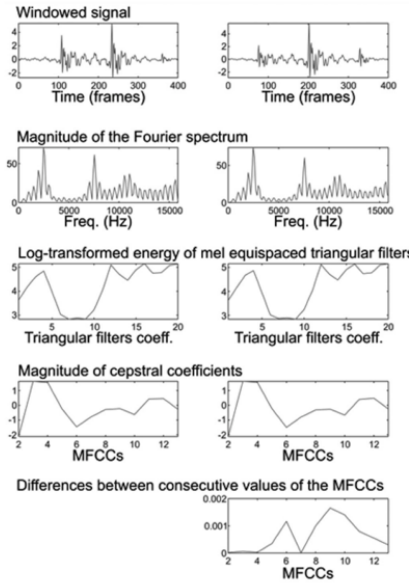 Windowed signal
4
2
0
-2
0 100 200 300 400
Time (frames)
4
2
0
-2
0 100 200 300 400
Time (frames)
Magnitude of the Fourier spectrum
50
0
0 5000 10000 15000
Freq. (Hz)
50
0
0 5000 10000 15000
Freq. (Hz)
Log-transformed energy of mel equispaced triangular filters
5
4
3
5 10 15 20
Triangular filters coeff.
5
4
3
5 10 15 20
Triangular filters coeff.
Magnitude of cepstral coefficients
1
0
-1
-2
2 4 6 8 10 12
MFCCs
1
0
-1
-2
2 4 6 8 10 12
MFCCs
Differences between consecutive values of the MFCCs
0.002
0.001
0
2 4 6 8 10 12
MFCCs